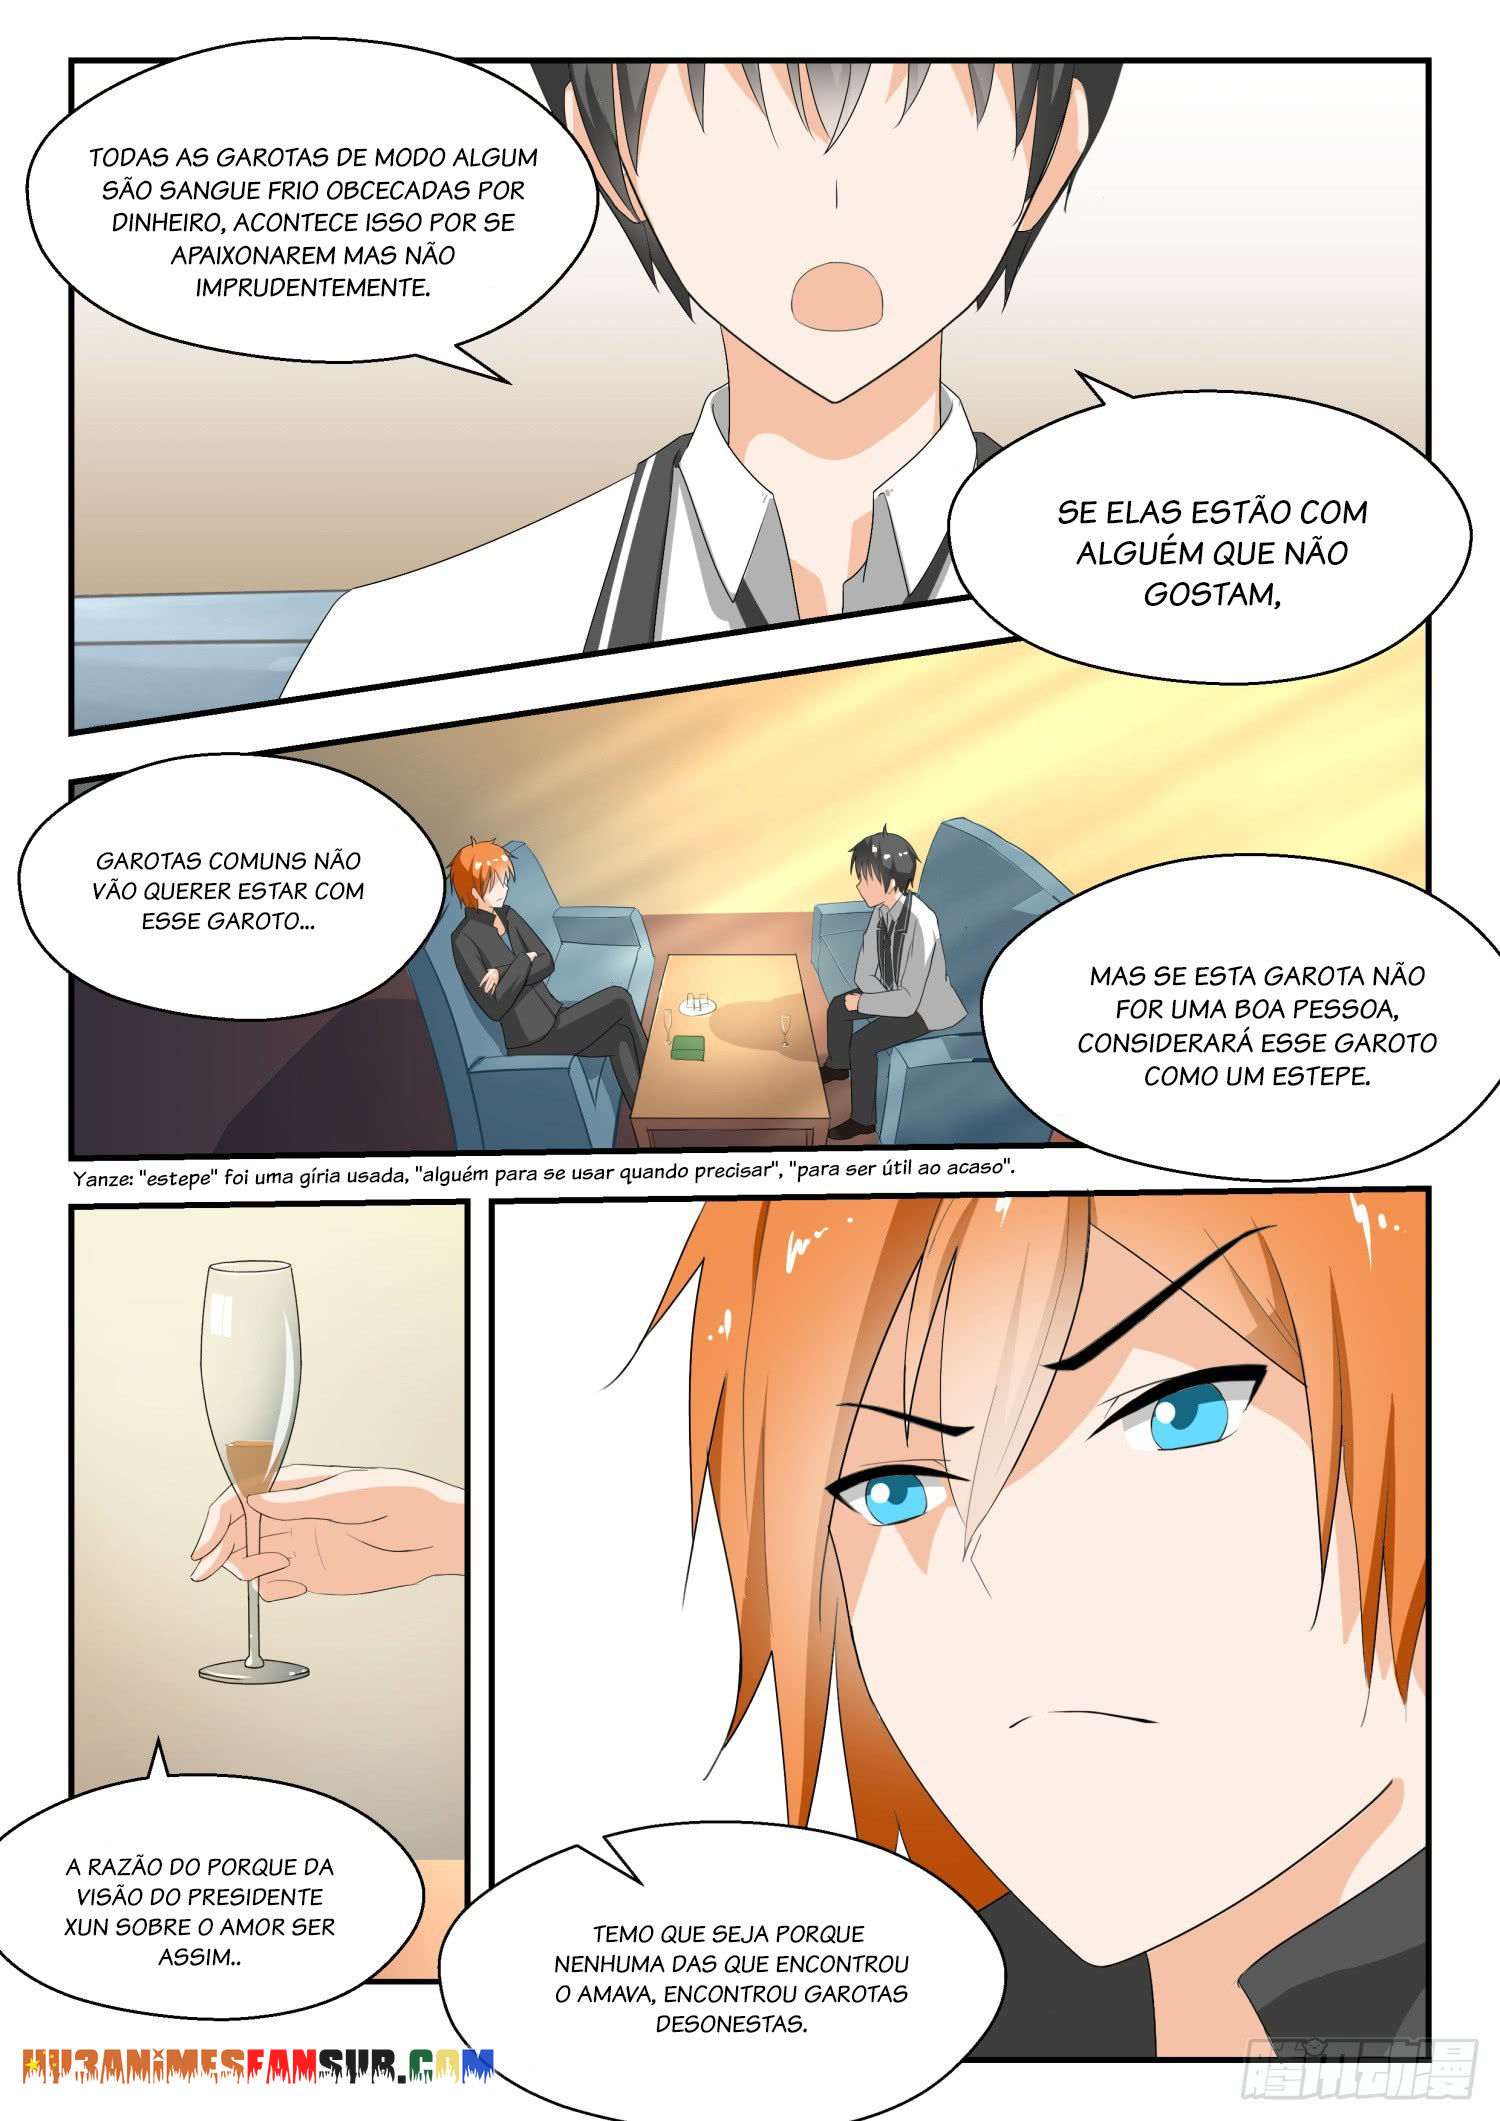 TODAS AS GAROTAS DE MODO ALGUM
SÃO SANGUE FRIO OBCECADAS POR
DINHEIRO, ACONTECE ISSO POR SE
APAIXONAREM MAS NÃO
IMPRUDENTEMENTE.
SE ELAS ESTÃO COM
ALGUÉM QUE NÃO
GOSTAM,
GAROTAS COMUNS NÃO
VÃO QUERER ESTAR COM
ESSE GAROTO...
MAS SE ESTA GAROTA NÃO
FOR UMA BOA PESSOA,
CONSIDERARÁ ESSE GAROTO
COMO UM ESTEPE.
Yanze: "estepe" foi uma gíria usada, "alguém para se usar quando precisar", "para ser útil ao acaso".
A RAZÃO DO PORQUE DA
VISÃO DO PRESIDENTE
XUN SOBRE O AMOR SER
ASSIM..
TEMO QUE SEJA PORQUE
NENHUMA DAS QUE ENCONTROU
O AMAVA, ENCONTROU GAROTAS
DESONESTAS.
HU3ANIMESFANSUB.COM
腾讯动漫